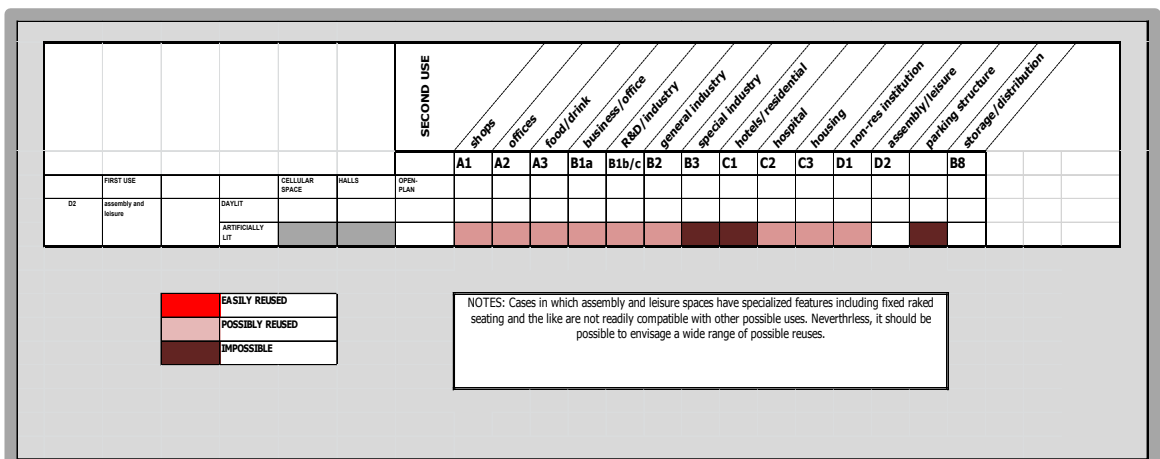 SECOND USE
shops
offices
food/drink
business/office
R&D/industry
general industry
special industry
hotels/residential
hospital
housing
non-res institution
assembly/leisure
parking structure
storage/distribution
A1 A2 A3 B1a B1b/c B2 B3 C1 C2 C3 D1 D2 B8
FIRST USE CELLULAR SPACE HALLS OPEN-PLAN
D2 assembly and leisure DAYLIT
ARTIFICIALLY LIT
EASILY REUSED
POSSIBLY REUSED
IMPOSSIBLE
NOTES: Cases in which assembly and leisure spaces have specialized features including fixed raked
seating and the like are not readily compatible with other possible uses. Neverthrless, it should be
possible to envisage a wide range of possible reuses.